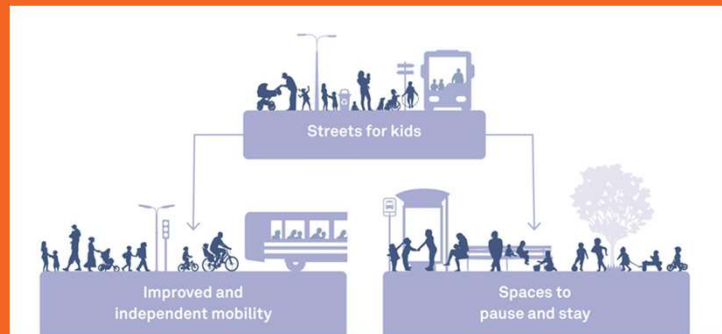 Streets for kids
Improved and
independent mobility
Spaces to
pause and stay